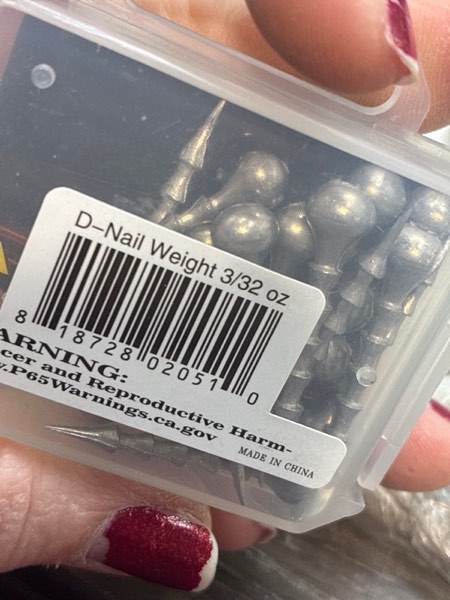 D-Nail Weight 3/32 oz
8 18728 02051 0
ARNING:
cer and Reproductive Harm-
.P65Warnings.ca.gov
MADE IN CHINA